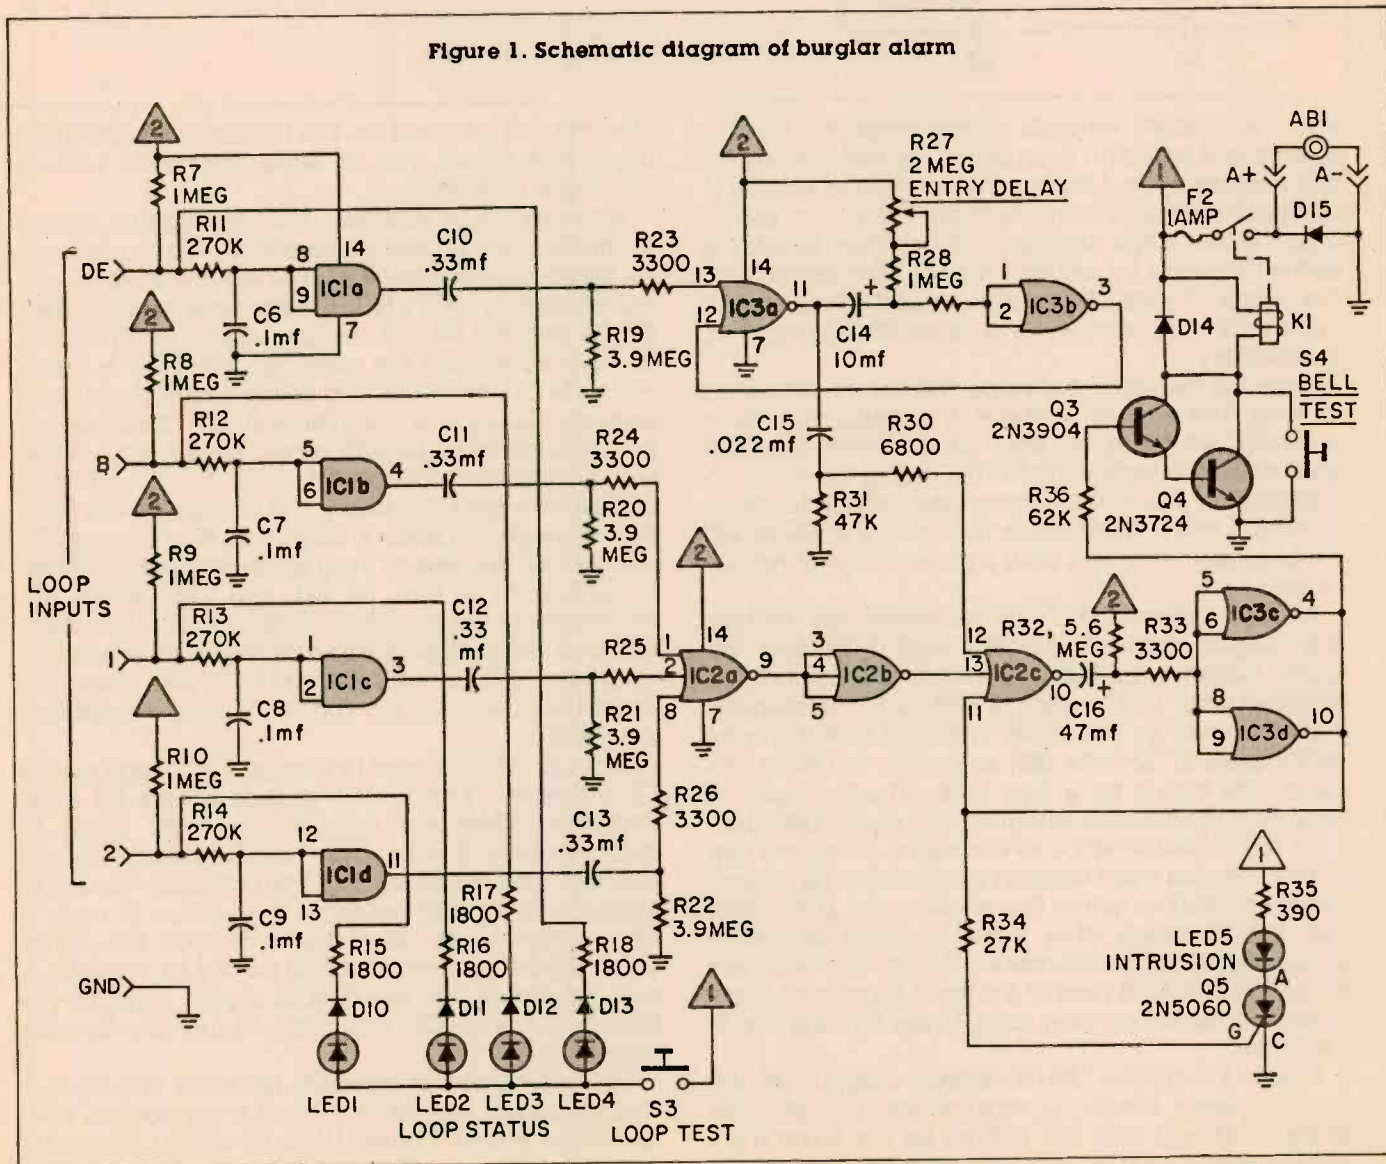 Figure 1. Schematic diagram of burglar alarm
2
R7
1MEG
R11
270K
DE
8
9
14
IC1a
7
C6
.1mf
C10
.33mf
R19
3.9MEG
R23
3300
2
13
12
14
IC3a
7
11
C14
10mf
+
R27
2 MEG
ENTRY DELAY
R28
1MEG
1
2
IC3b
3
1
F2
1AMP
A+
AB1
A-
D15
D14
K1
S4
BELL
TEST
Q3
2N3904
Q4
2N3724
R36
62K
2
R8
1MEG
R12
270K
B
5
6
IC1b
4
C7
.1mf
C11
.33mf
R24
3300
R20
3.9
MEG
C15
.022mf
R30
6800
R31
47K
2
R9
1MEG
LOOP
INPUTS
R13
270K
1
1
2
IC1c
3
C8
.1mf
C12
.33
mf
R25
R21
3.9
MEG
2
1
2
8
14
IC2a
7
9
3
4
5
IC2b
12
13
11
IC2c
10
R32, 5.6
MEG
2
C16
47mf
+
R33
3300
5
6
IC3c
4
8
9
IC3d
10
R10
1MEG
R14
270K
2
12
13
IC1d
11
C9
.1mf
C13
.33mf
R26
3300
R22
3.9MEG
GND
R15
1800
R16
1800
R17
1800
R18
1800
D10
D11
D12
D13
LED1
LED2
LED3
LED4
LOOP STATUS
S3
LOOP TEST
1
R34
27K
1
R35
390
LED5
INTRUSION
A
Q5
2N5060
G
C